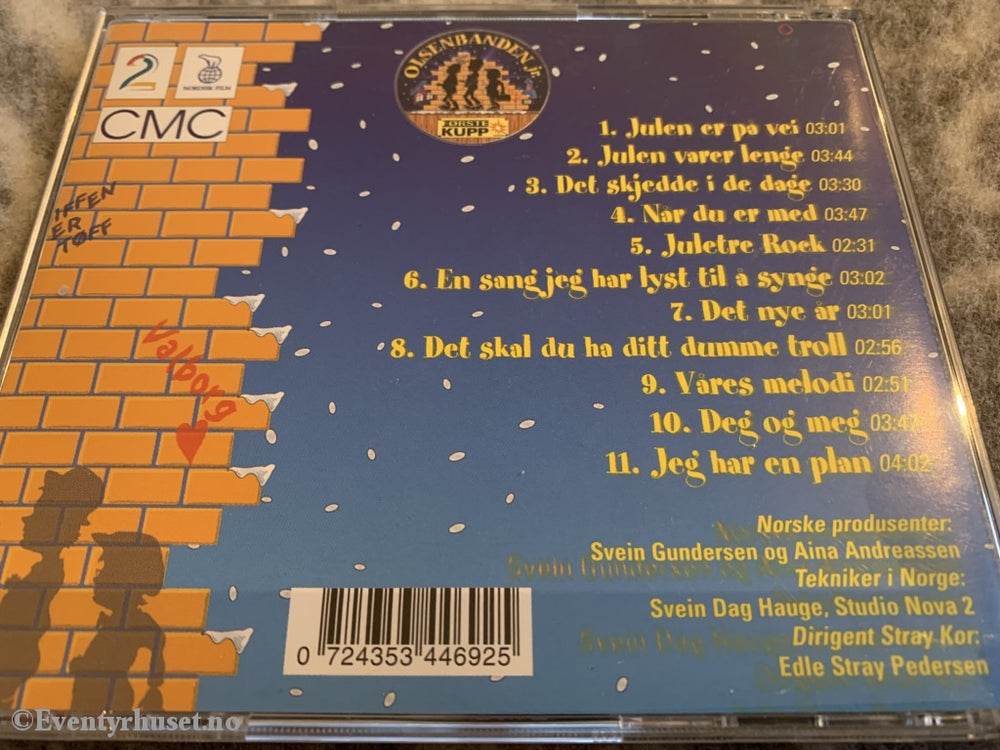 2
NORDISK FILM
CMC
OLSENBANDEN Jr.
FØRSTE
KUPP
IFFEN
ER
TØFF
Valborg
1. Julen er på vei 03:01
2. Julen varer lenge 03:44
3. Det skjedde i de dage 03:30
4. Når du er med 03:47
5. Juletre Rock 02:31
6. En sang jeg har lyst til å synge 03:02
7. Det nye år 03:01
8. Det skal du ha ditt dumme troll 02:56
9. Våres melodi 02:51
10. Deg og meg 03:47
11. Jeg har en plan 04:02
Norske produsenter:
Svein Gundersen og Aina Andreassen
Tekniker i Norge:
Svein Dag Hauge, Studio Nova 2
Dirigent Stray Kor:
Edle Stray Pedersen
0 724353 446925
©Eventyrhuset.no